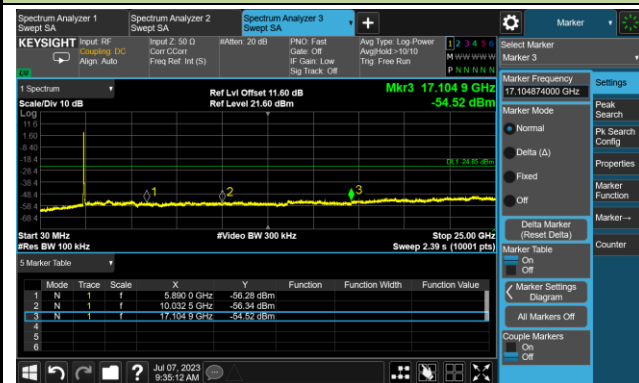 Spectrum Analyzer 1
Swept SA
Spectrum Analyzer 2
Swept SA
Spectrum Analyzer 3
Swept SA
+
Marker
KEYSIGHT
Input: RF
Coupling: DC
Align: Auto
Input Z: 50 Ω
Corr CCorr
Freq Ref: Int (S)
#Atten: 20 dB
PNO: Fast
Gate: Off
IF Gain: Low
Sig Track: Off
Avg Type: Log-Power
Avg|Hold:>10/10
Trig: Free Run
1 2 3 4 5 6
M W W W W W
P N N N N N
Select Marker
Marker 3
1 Spectrum
Scale/Div 10 dB
Log
Ref Lvl Offset 11.60 dB
Ref Level 21.60 dBm
Mkr3 17.104 9 GHz
-54.52 dBm
11.6
1.60
-8.40
-18.4
-28.4
-38.4
-48.4
-58.4
-68.4
DL1 -24.85 dBm
1
2
3
Start 30 MHz
#Res BW 100 kHz
#Video BW 300 kHz
Stop 25.00 GHz
Sweep 2.39 s (10001 pts)
5 Marker Table
Mode Trace Scale X Y Function Function Width Function Value
1 N 1 f 5.890 0 GHz -56.28 dBm
2 N 1 f 10.032 5 GHz -56.34 dBm
3 N 1 f 17.104 9 GHz -54.52 dBm
4
5
6
Marker Frequency
17.104874000 GHz
Marker Mode
Normal
Delta (Δ)
Fixed
Off
Delta Marker
(Reset Delta)
Marker Table
On
Off
Marker Settings
Diagram
All Markers Off
Couple Markers
On
Off
Settings
Peak
Search
Pk Search
Config
Properties
Marker
Function
Marker→
Counter
?
Jul 07, 2023
9:35:12 AM